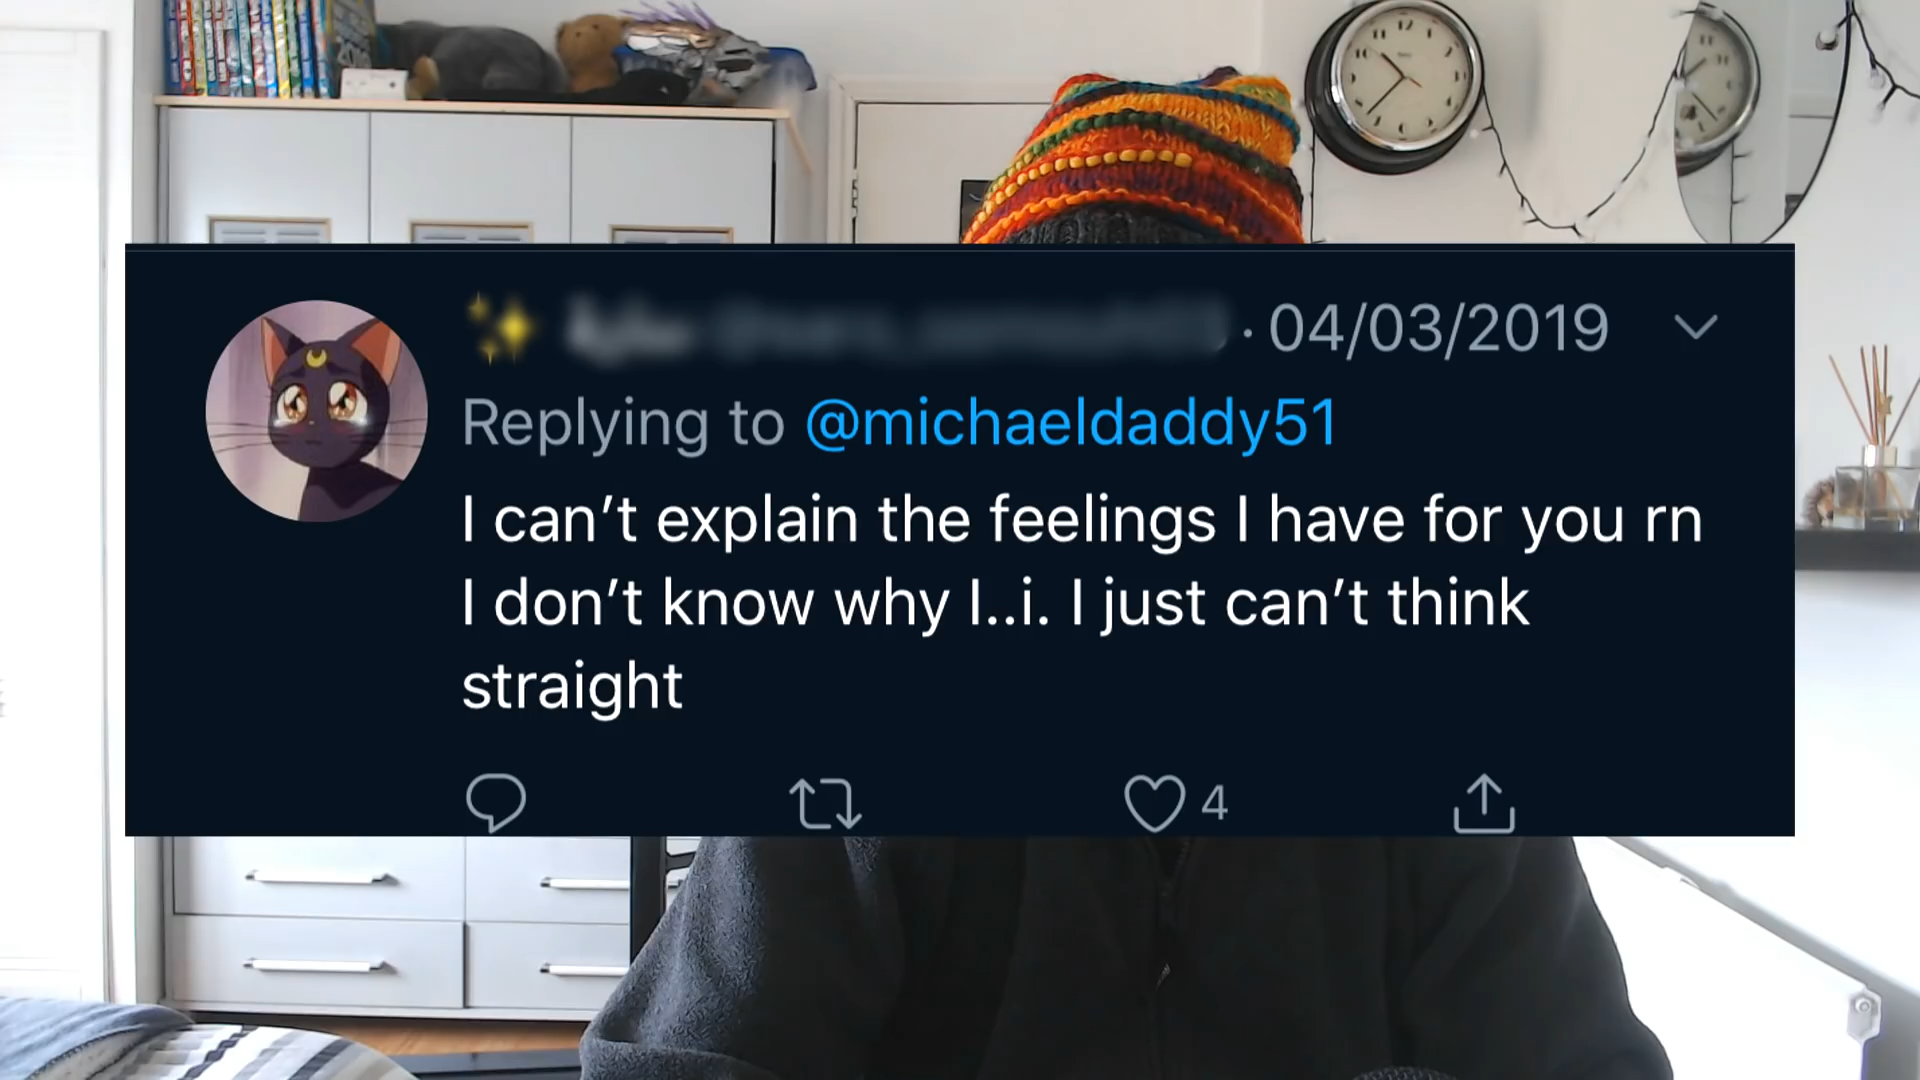 04/03/2019
Replying to @michaeldaddy51
I can't explain the feelings I have for you rn
I don't know why I..i. I just can't think
straight
4